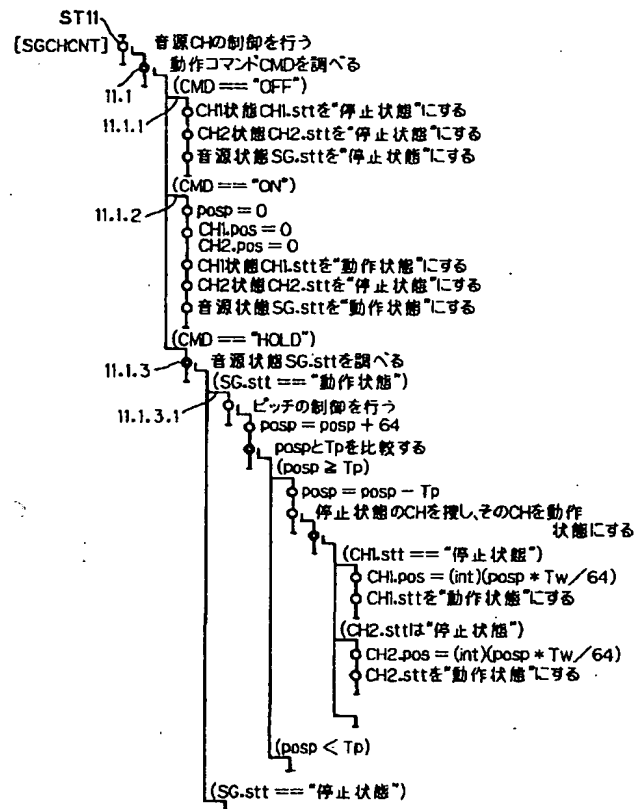 ST11
[SGCHCNT] 音源CHの制御を行う
11.1 動作コマンドCMDを調べる
(CMD == "OFF")
11.1.1 CH1状態CH1.sttを"停止状態"にする
CH2状態CH2.sttを"停止状態"にする
音源状態SG.sttを"停止状態"にする
(CMD == "ON")
11.1.2 posp = 0
CH1.pos = 0
CH2.pos = 0
CH1状態CH1.sttを"動作状態"にする
CH2状態CH2.sttを"停止状態"にする
音源状態SG.sttを"動作状態"にする
(CMD == "HOLD")
11.1.3 音源状態SG.sttを調べる
(SG.stt == "動作状態")
11.1.3.1 ピッチの制御を行う
posp = posp + 64
pospとTpを比較する
(posp ≧ Tp)
posp = posp − Tp
停止状態のCHを捜し、そのCHを動作
状態にする
(CH1.stt == "停止状態")
CH1.pos = (int)(posp * Tw/64)
CH1.sttを"動作状態"にする
(CH2.sttは"停止状態")
CH2.pos = (int)(posp * Tw/64)
CH2.sttを"動作状態"にする
(posp < Tp)
(SG.stt == "停止状態")